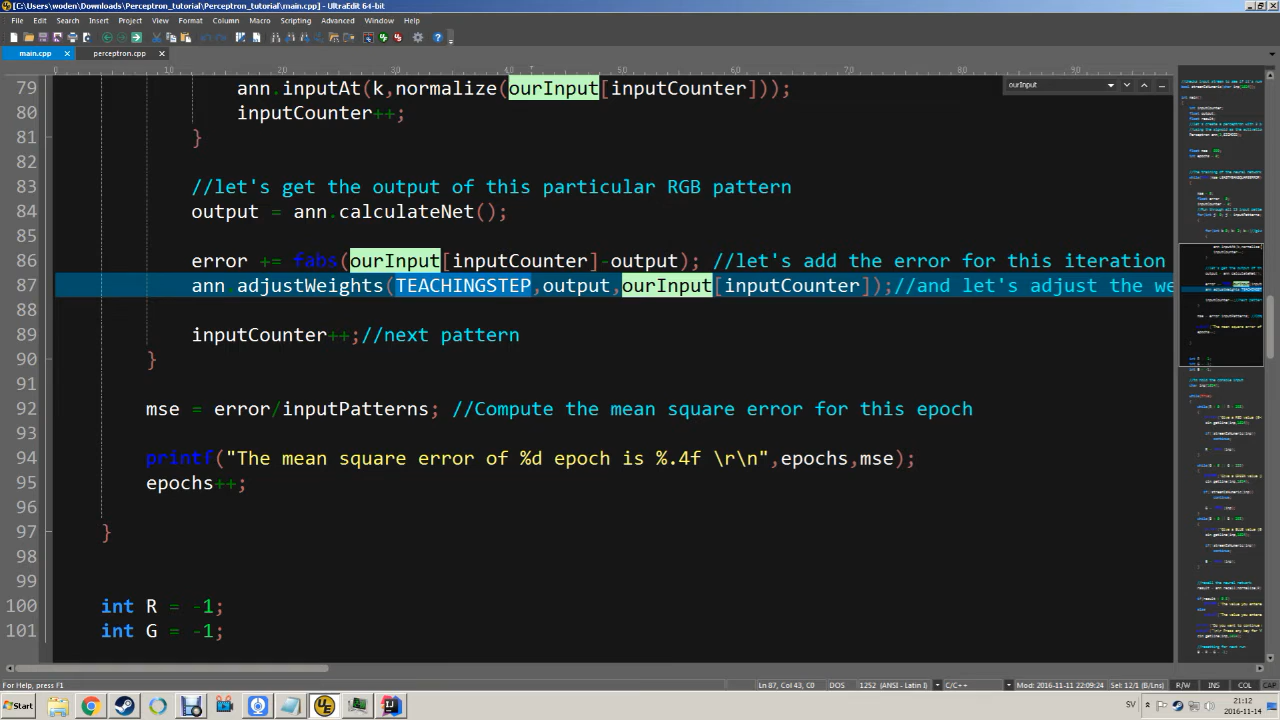 [C:\Users\woden\Downloads\Perceptron_tutorial\Perceptron_tutorial\main.cpp] - UltraEdit 64-bit
File Edit Search Insert Project View Format Column Macro Scripting Advanced Window Help
main.cpp perceptron.cpp
ourInput
79 ann.inputAt(k,normalize(ourInput[inputCounter]));
80 inputCounter++;
81 }
82
83 //let's get the output of this particular RGB pattern
84 output = ann.calculateNet();
85
86 error += fabs(ourInput[inputCounter]-output); //let's add the error for this iteration
87 ann.adjustWeights(TEACHINGSTEP,output,ourInput[inputCounter]);//and let's adjust the we
89 inputCounter++;//next pattern
90 }
91
92 mse = error/inputPatterns; //Compute the mean square error for this epoch
93
94 printf("The mean square error of %d epoch is %.4f \r\n",epochs,mse);
95 epochs++;
96
97 }
98
99
100 int R = -1;
101 int G = -1;
For Help, press F1 Ln 87, Col 43, C0 DOS 1252 (ANSI - Latin I) C/C++ Mod: 2016-11-11 22:09:24 Sel: 12/1 (B/Lns) R/W INS COL CAP
Start SV 21:12
2016-11-14